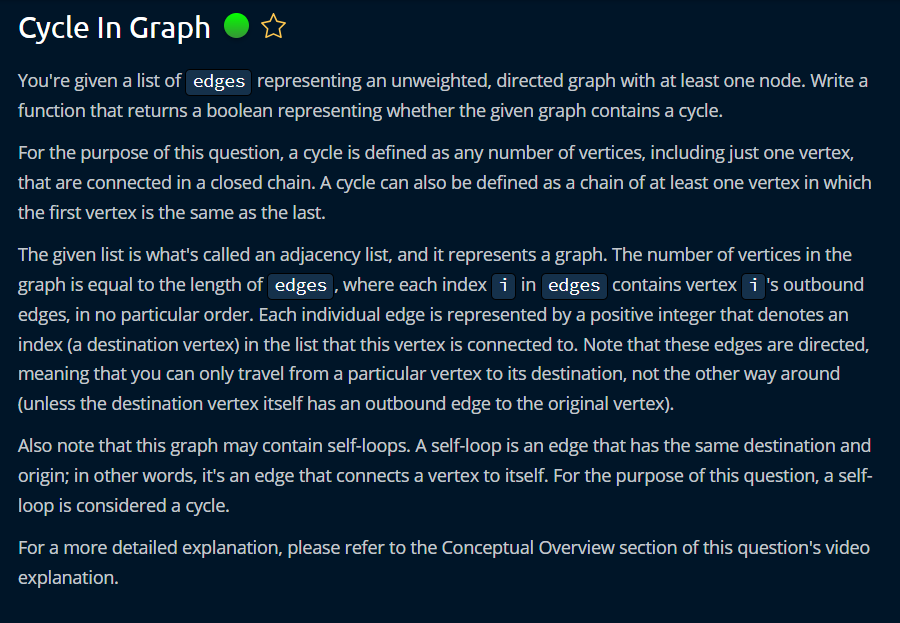 Cycle In Graph
You're given a list of edges representing an unweighted, directed graph with at least one node. Write a
function that returns a boolean representing whether the given graph contains a cycle.
For the purpose of this question, a cycle is defined as any number of vertices, including just one vertex,
that are connected in a closed chain. A cycle can also be defined as a chain of at least one vertex in which
the first vertex is the same as the last.
The given list is what's called an adjacency list, and it represents a graph. The number of vertices in the
graph is equal to the length of edges, where each index i in edges contains vertex i's outbound
edges, in no particular order. Each individual edge is represented by a positive integer that denotes an
index (a destination vertex) in the list that this vertex is connected to. Note that these edges are directed,
meaning that you can only travel from a particular vertex to its destination, not the other way around
(unless the destination vertex itself has an outbound edge to the original vertex).
Also note that this graph may contain self-loops. A self-loop is an edge that has the same destination and
origin; in other words, it's an edge that connects a vertex to itself. For the purpose of this question, a self-
loop is considered a cycle.
For a more detailed explanation, please refer to the Conceptual Overview section of this question's video
explanation.